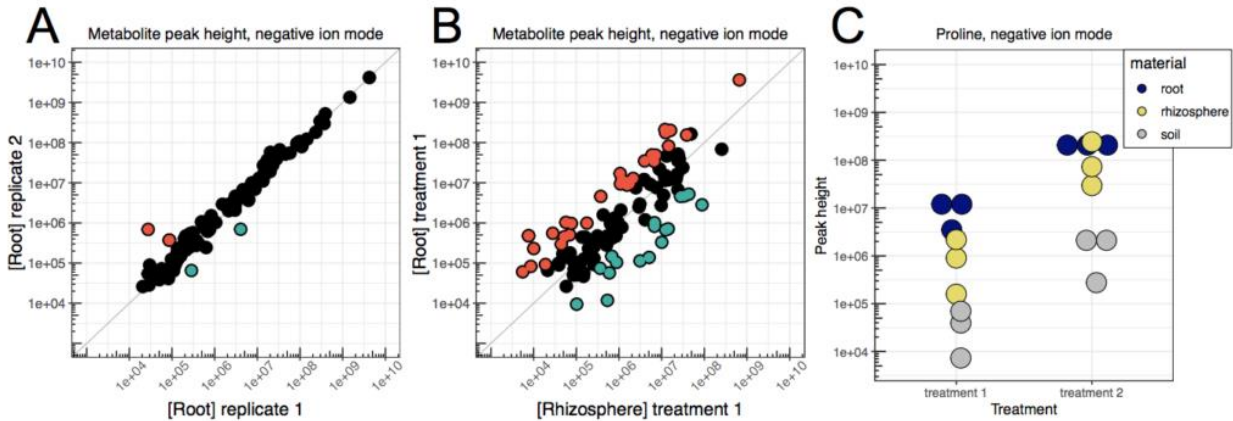 A
Metabolite peak height, negative ion mode
1e+10
1e+09
1e+08
1e+07
1e+06
1e+05
1e+04
[Root] replicate 2
1e+04
1e+05
1e+06
1e+07
1e+08
1e+09
1e+10
[Root] replicate 1
B
Metabolite peak height, negative ion mode
1e+10
1e+09
1e+08
1e+07
1e+06
1e+05
1e+04
[Root] treatment 1
1e+04
1e+05
1e+06
1e+07
1e+08
1e+09
1e+10
[Rhizosphere] treatment 1
C
Proline, negative ion mode
material
root
rhizosphere
soil
1e+10
1e+09
1e+08
1e+07
1e+06
1e+05
1e+04
Peak height
treatment 1
treatment 2
Treatment